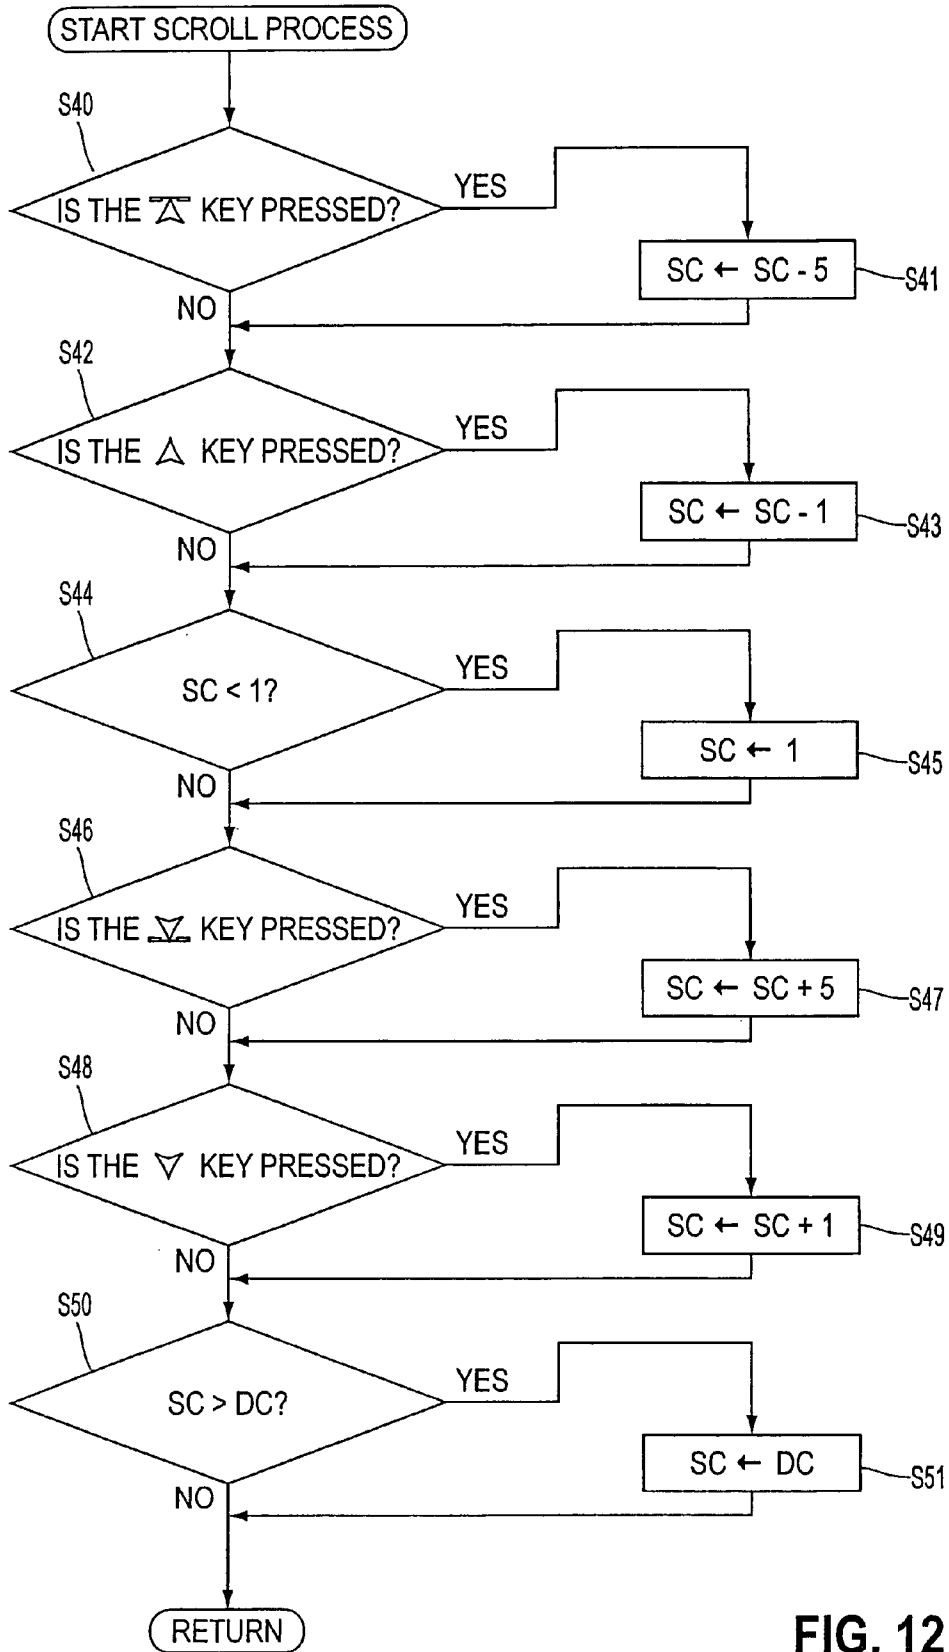 START SCROLL PROCESS
S40
IS THE KEY PRESSED?
YES
SC ← SC - 5
S41
NO
S42
IS THE KEY PRESSED?
YES
SC ← SC - 1
S43
NO
S44
SC < 1?
YES
SC ← 1
S45
NO
S46
IS THE KEY PRESSED?
YES
SC ← SC + 5
S47
NO
S48
IS THE KEY PRESSED?
YES
SC ← SC + 1
S49
NO
S50
SC > DC?
YES
SC ← DC
S51
NO
RETURN
FIG. 12